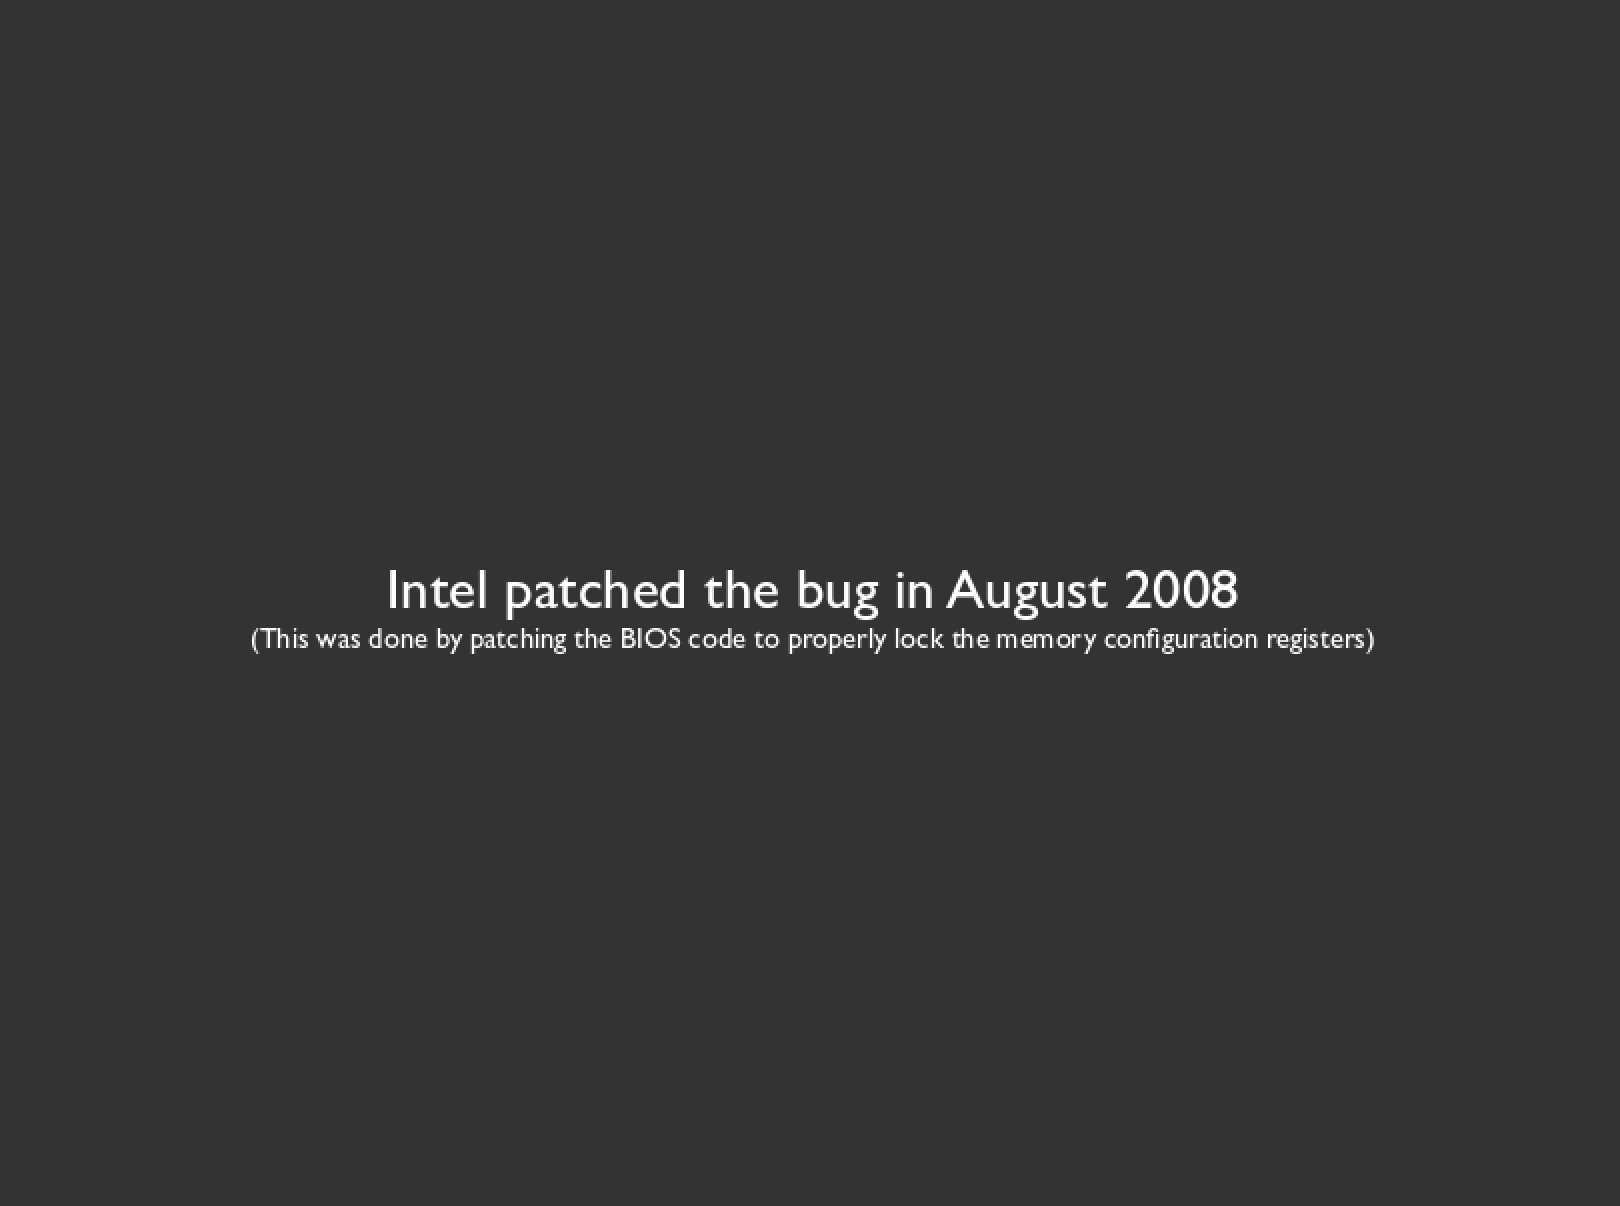 Intel patched the bug in August 2008
(This was done by patching the BIOS code to properly lock the memory configuration registers)